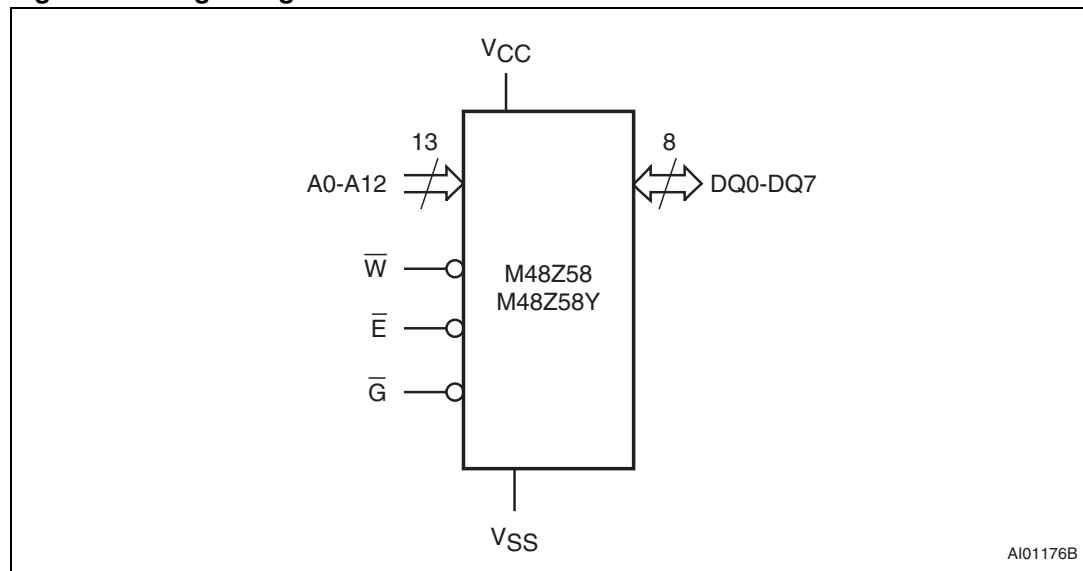 VCC
13
8
A0-A12
DQ0-DQ7
W̅
M48Z58
M48Z58Y
E̅
G̅
VSS
AI01176B